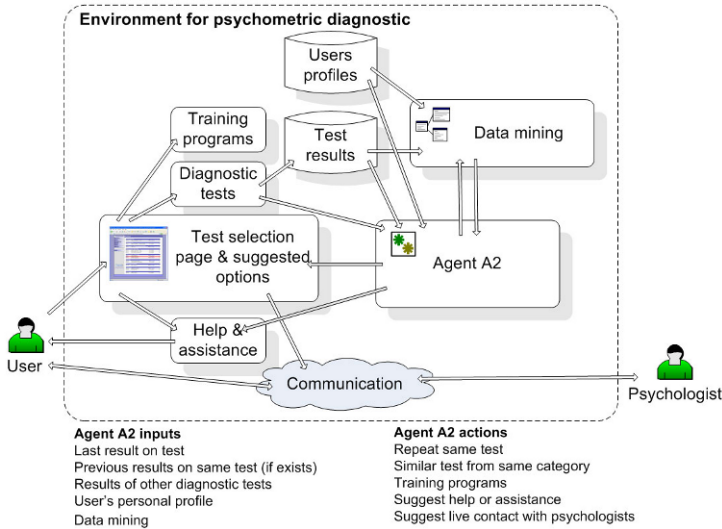 Environment for psychometric diagnostic
Users
profiles
Training
programs
Test
results
Data mining
Diagnostic
tests
Test selection
page & suggested
options
Agent A2
Help &
assistance
User
Communication
Psychologist
Agent A2 inputs
Last result on test
Previous results on same test (if exists)
Results of other diagnostic tests
User's personal profile
Data mining
Agent A2 actions
Repeat same test
Similar test from same category
Training programs
Suggest help or assistance
Suggest live contact with psychologists